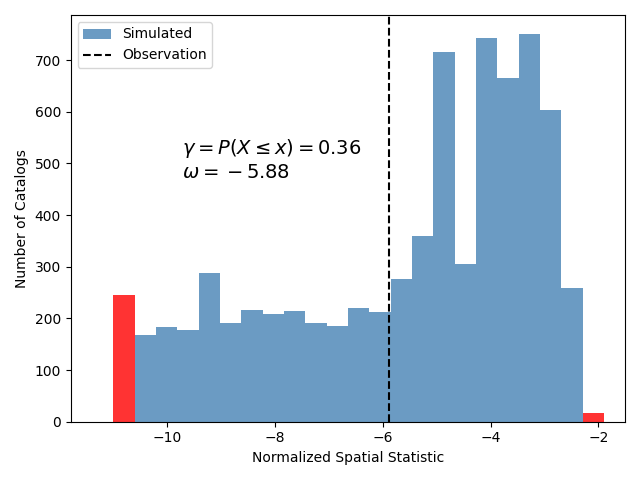 Simulated
Observation
γ = P(X ≤ x) = 0.36
ω = −5.88
Number of Catalogs
700
600
500
400
300
200
100
0
−10
−8
−6
−4
−2
Normalized Spatial Statistic